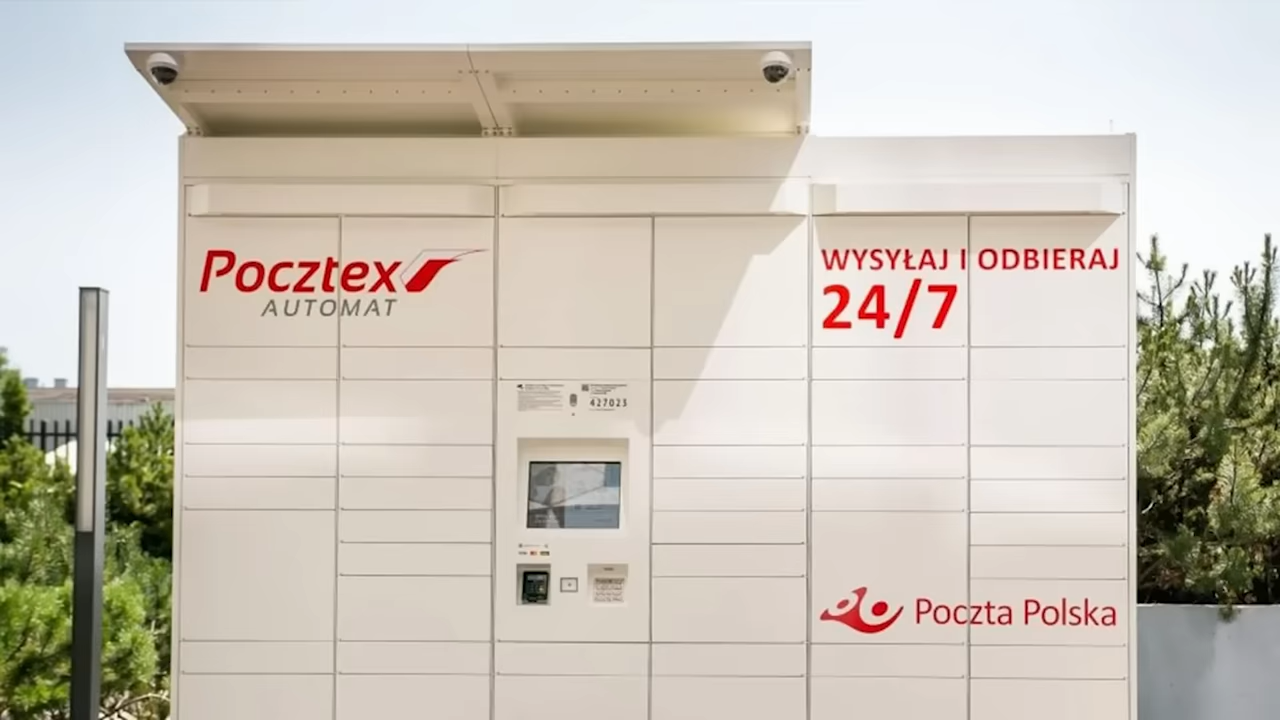 Pocztex
AUTOMAT
WYSYŁAJ I ODBIERAJ
24/7
427023
Poczta Polska